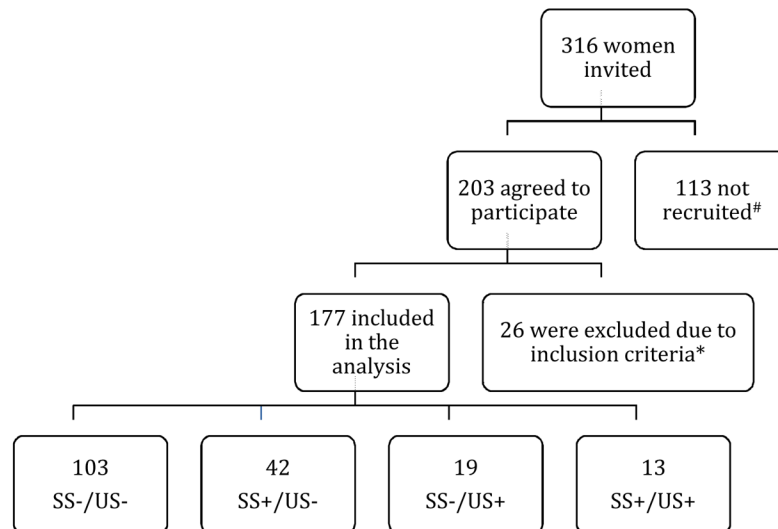 316 women
invited
203 agreed to
participate
113 not
recruited#
177 included
in the
analysis
26 were excluded due to
inclusion criteria*
103
SS-/US-
42
SS+/US-
19
SS-/US+
13
SS+/US+